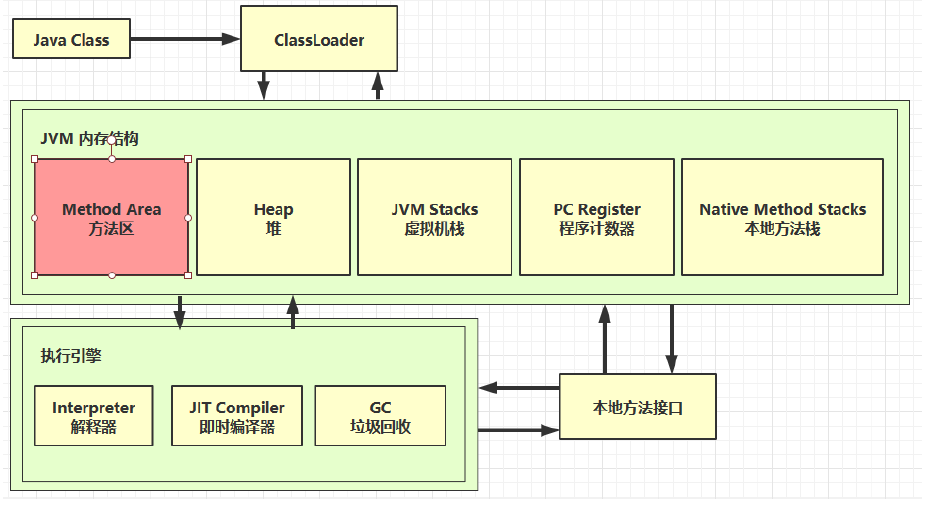 Java Class
ClassLoader
JVM 内存结构
Method Area
方法区
Heap
堆
JVM Stacks
虚拟机栈
PC Register
程序计数器
Native Method Stacks
本地方法栈
执行引擎
Interpreter
解释器
JIT Compiler
即时编译器
GC
垃圾回收
本地方法接口